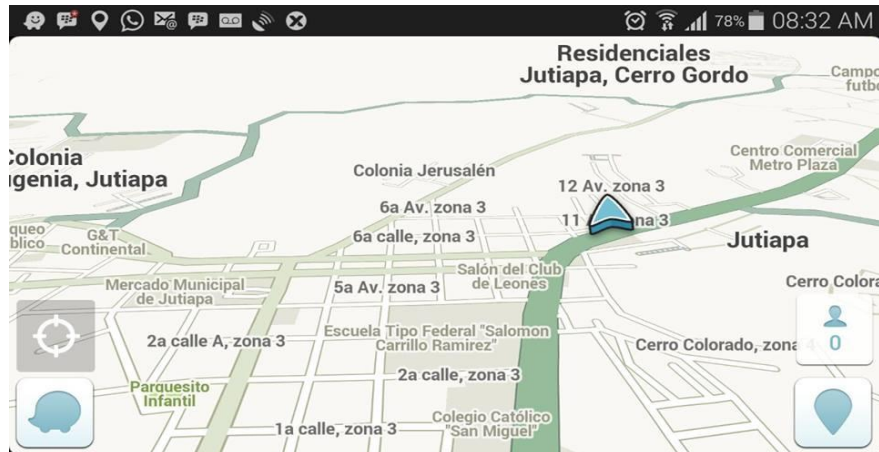 78% 08:32 AM
Residenciales
Jutiapa, Cerro Gordo
Campo
futbo
Colonia
ugenia, Jutiapa
Centro Comercial
Metro Plaza
Colonia Jerusalén
12 Av. zona 3
6a Av. zona 3
11 na 3
queo
blico
G&T
Continental
6a calle, zona 3
Jutiapa
Salón del Club
de Leones
Mercado Municipal
de Jutiapa
5a Av. zona 3
Cerro Colora
Escuela Tipo Federal "Salomon
Carrillo Ramirez"
2a calle A, zona 3
Cerro Colorado, zona 4
0
2a calle, zona 3
Parquesito
Infantil
Colegio Católico
"San Miguel"
1a calle, zona 3